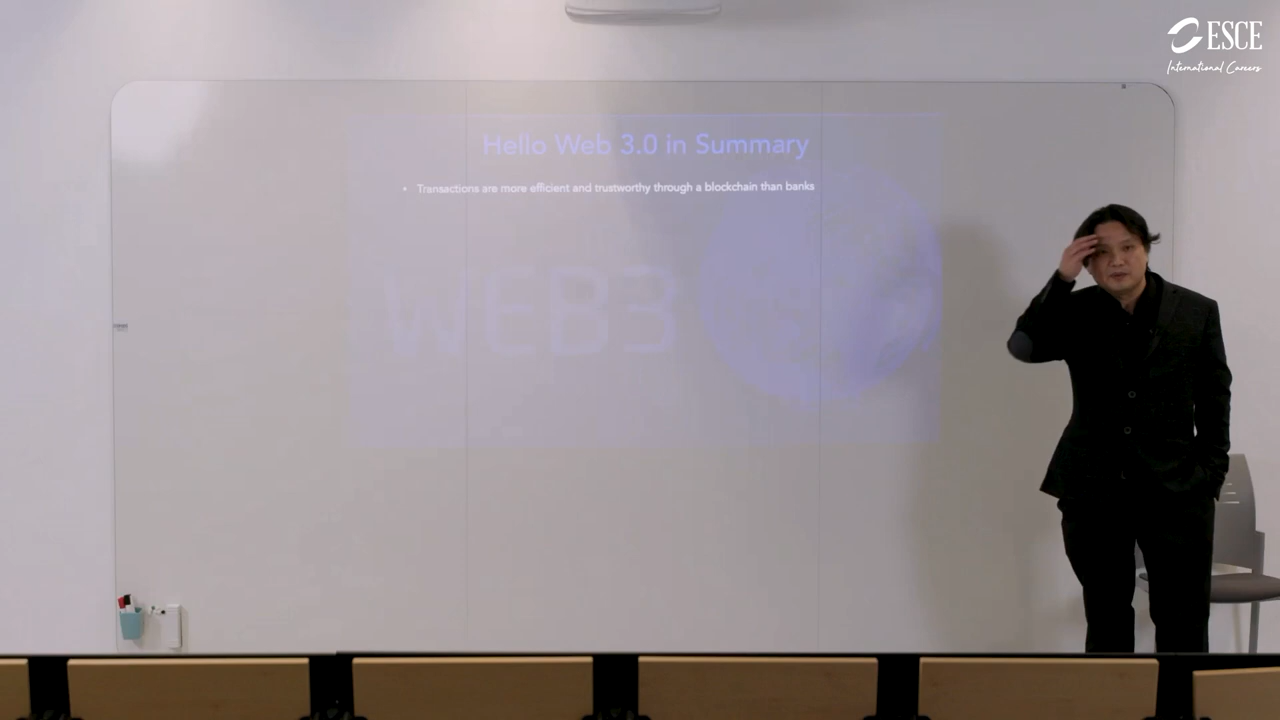 ESCE
International Careers
Hello Web 3.0 in Summary
• Transactions are more efficient and trustworthy through a blockchain than banks
WEB3